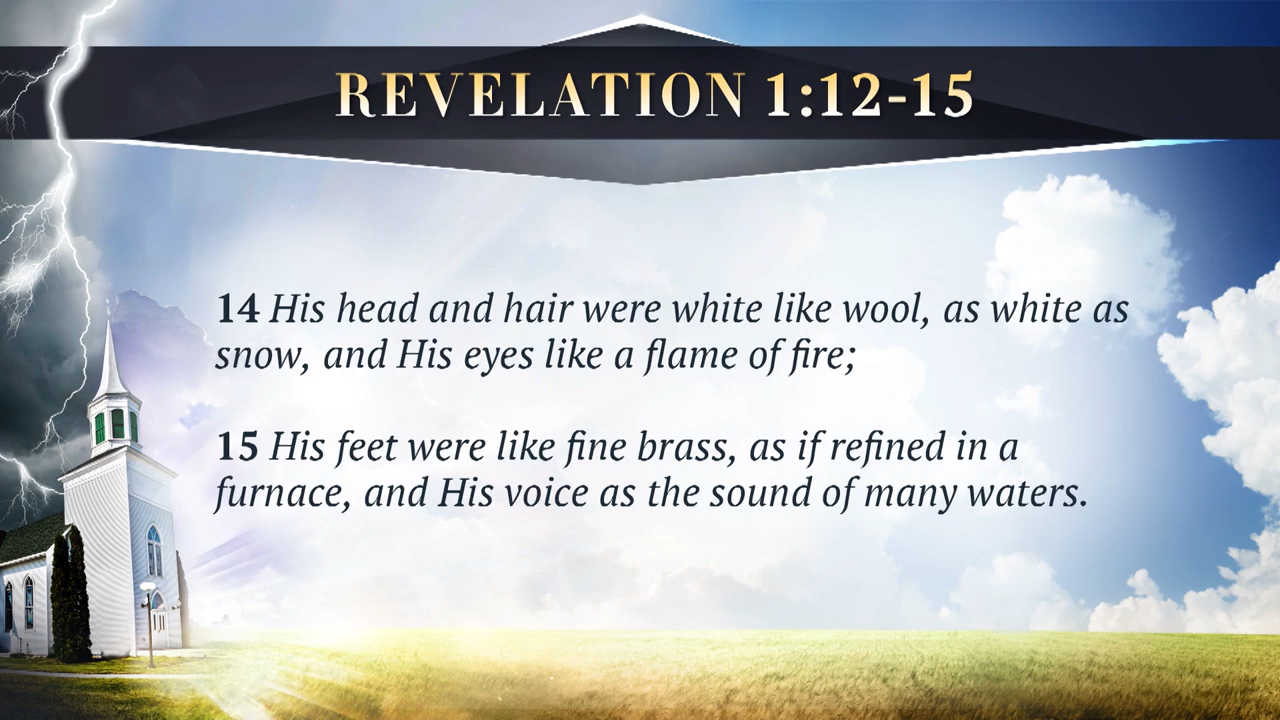 REVELATION 1:12-15
14 His head and hair were white like wool, as white as
snow, and His eyes like a flame of fire;
15 His feet were like fine brass, as if refined in a
furnace, and His voice as the sound of many waters.